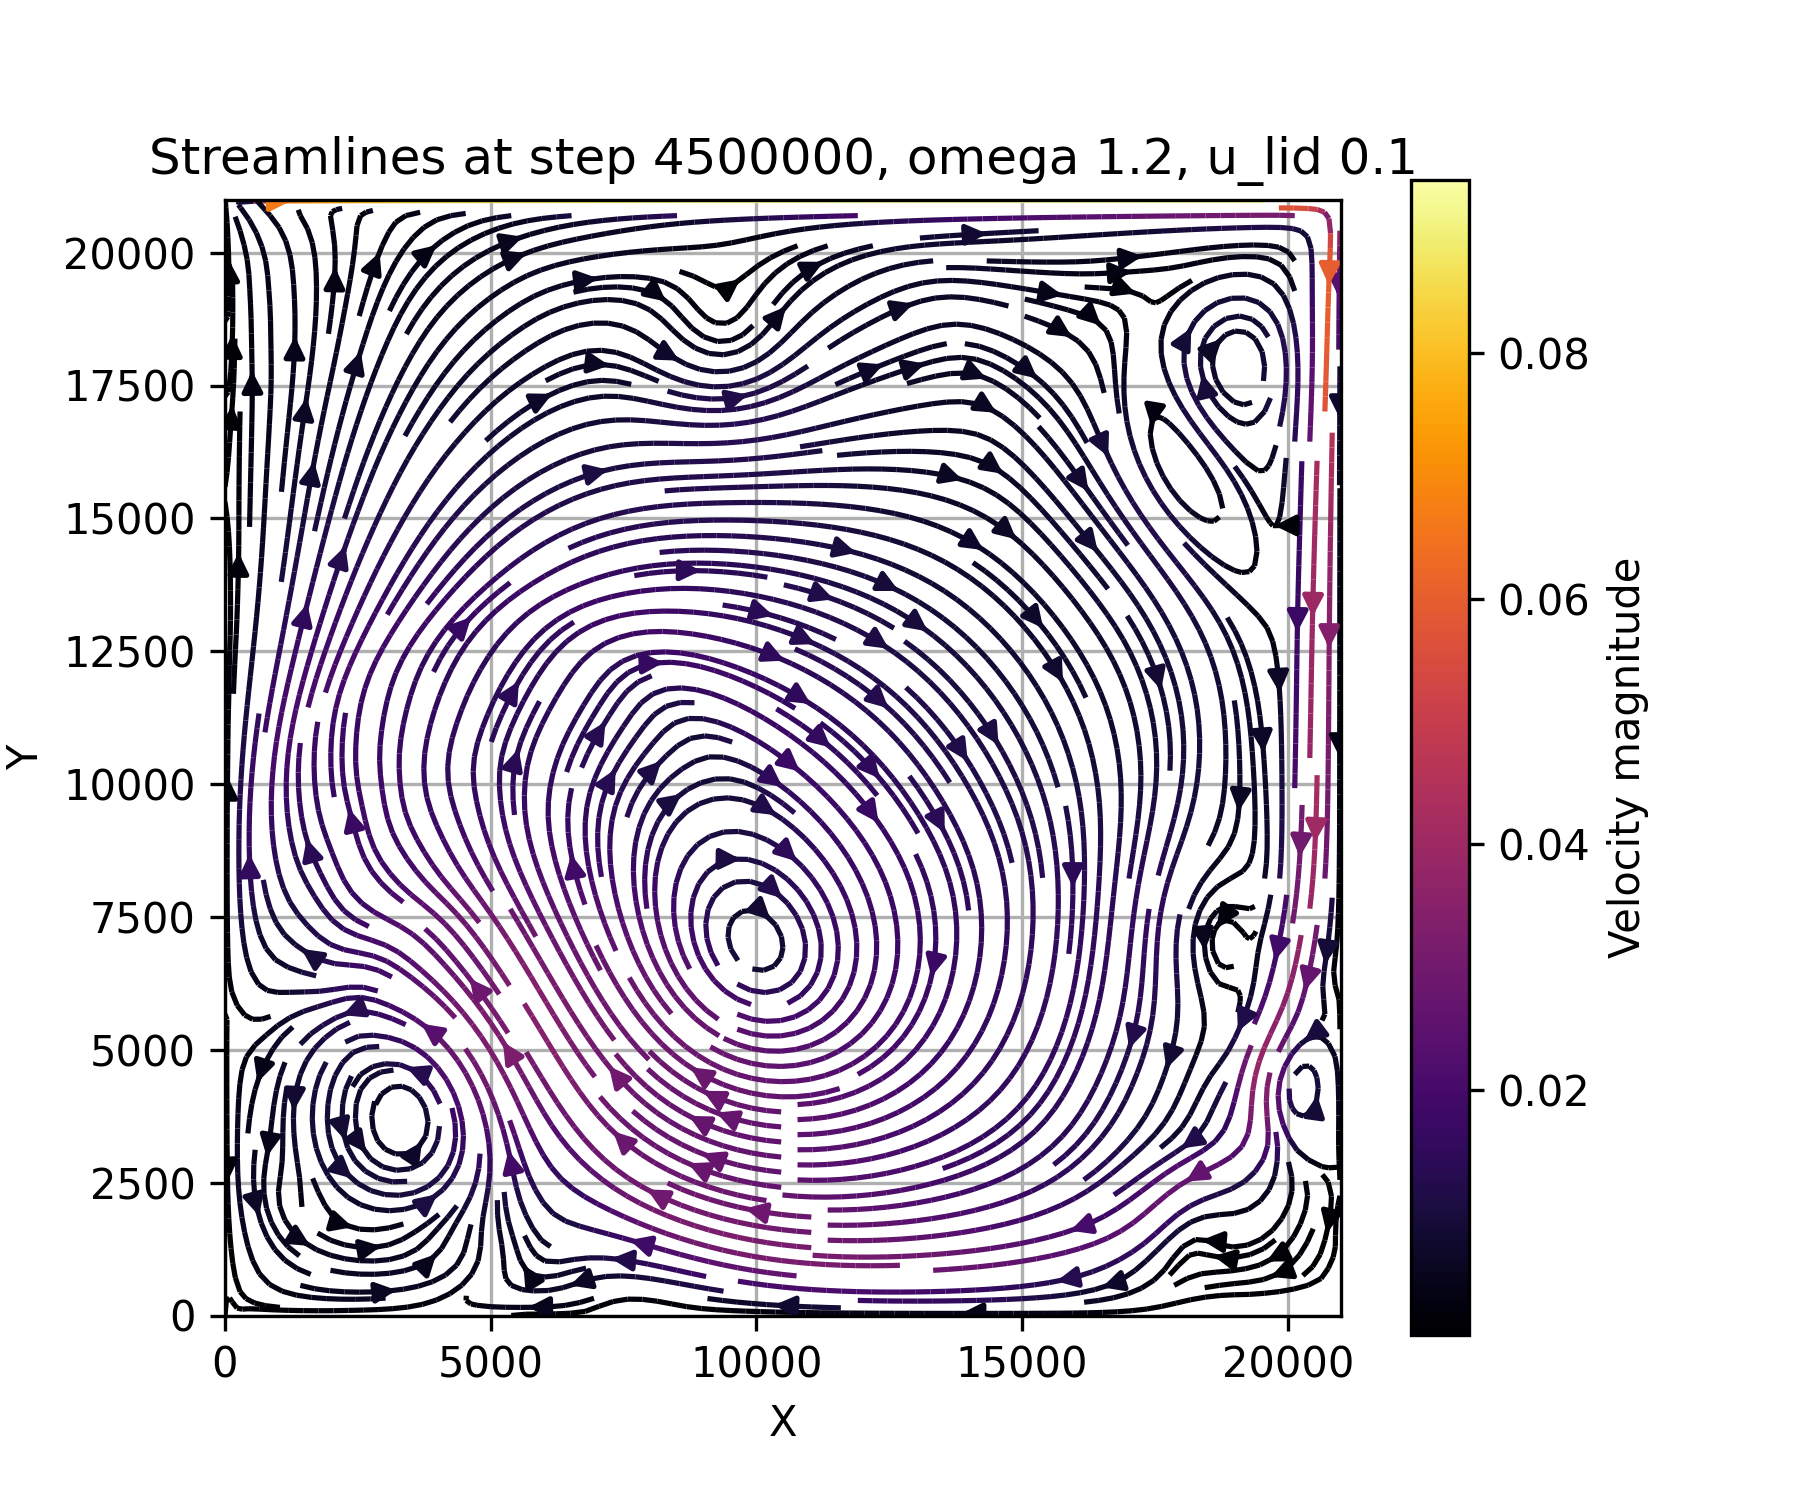 Streamlines at step 4500000, omega 1.2, u_lid 0.1
20000
17500
15000
12500
10000
7500
5000
2500
0
Y
0 5000 10000 15000 20000
X
0.08
0.06
0.04
0.02
Velocity magnitude